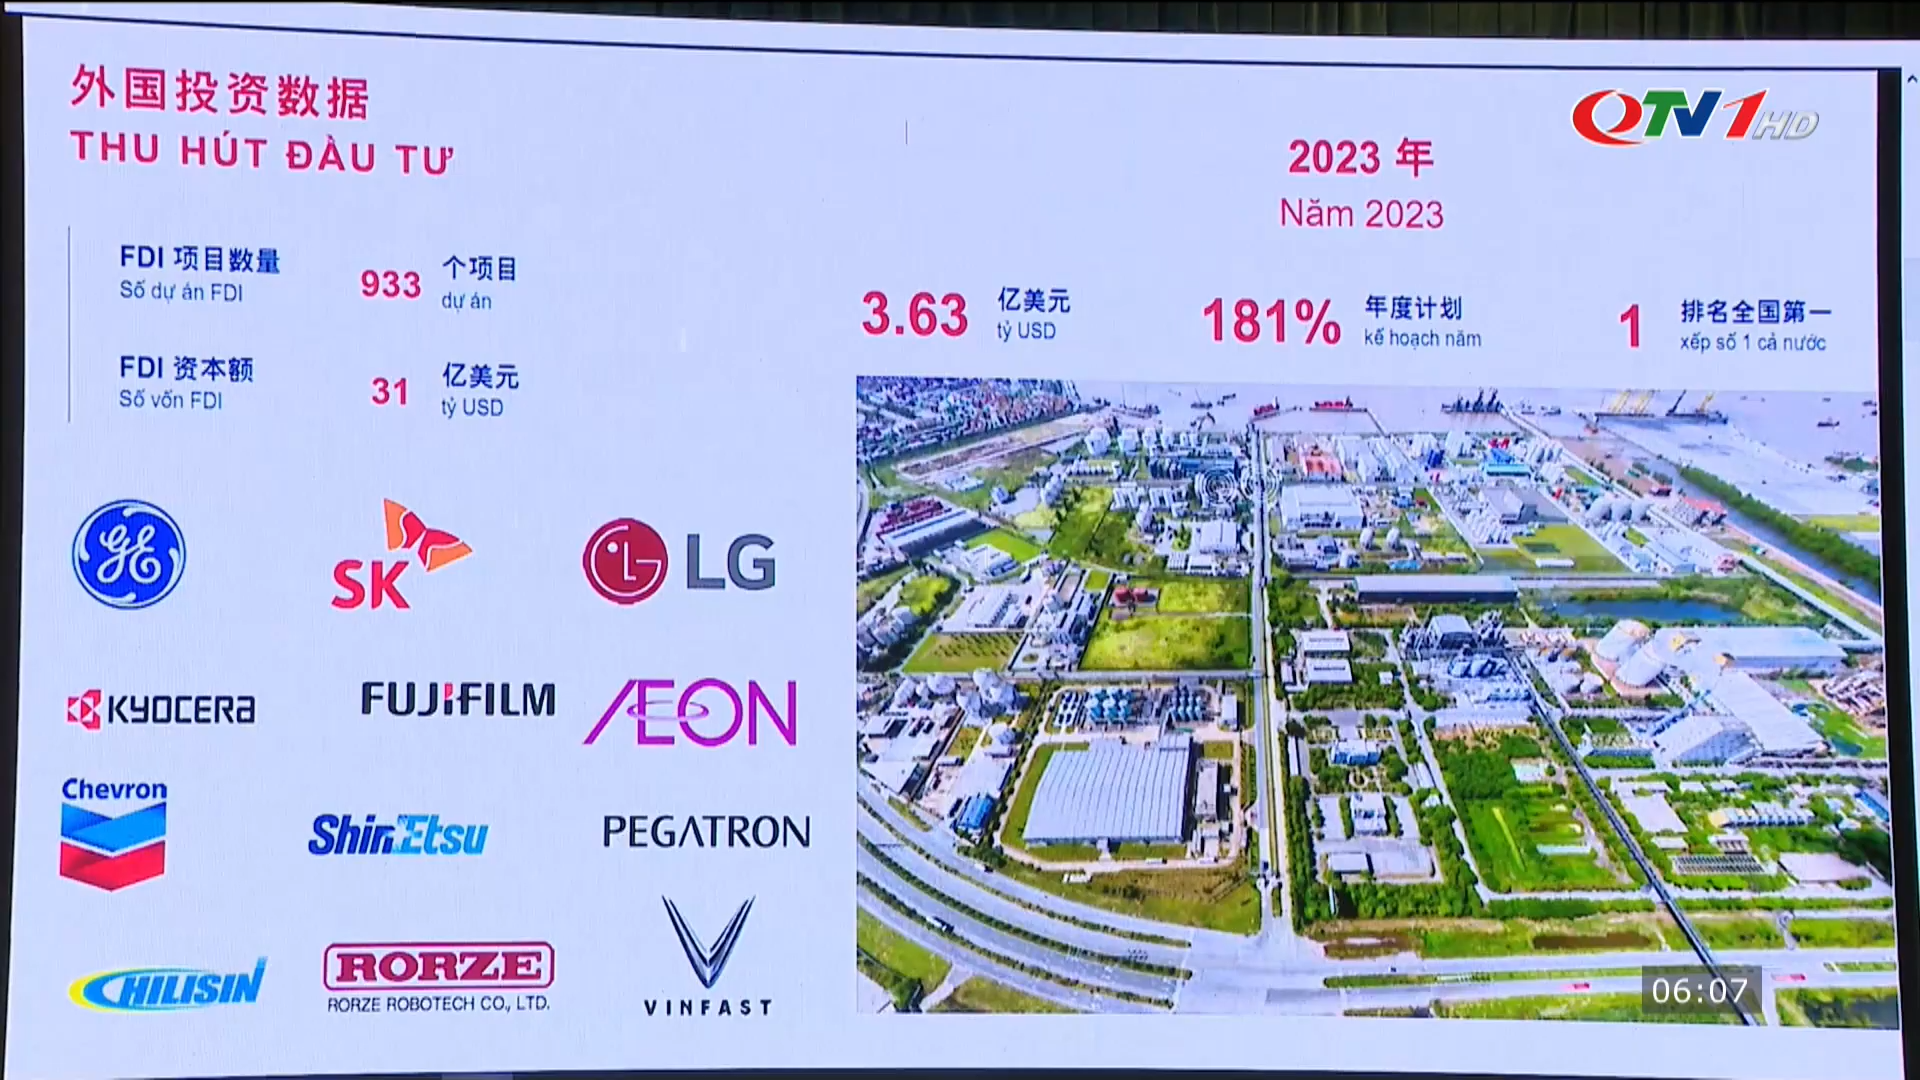 外国投资数据
THU HÚT ĐẦU TƯ
QTV1HD
2023 年
Năm 2023
FDI 项目数量
Số dự án FDI
933
个项目
dự án
FDI 资本额
Số vốn FDI
31
亿美元
tỷ USD
3.63
亿美元
tỷ USD
181%
年度计划
kế hoạch năm
1
排名全国第一
xếp số 1 cả nước
GE
SK
LG
KYOCERA
FUJIFILM
ÆON
Chevron
ShinEtsu
PEGATRON
CHILISIN
RORZE
RORZE ROBOTECH CO., LTD.
VINFAST
06:07